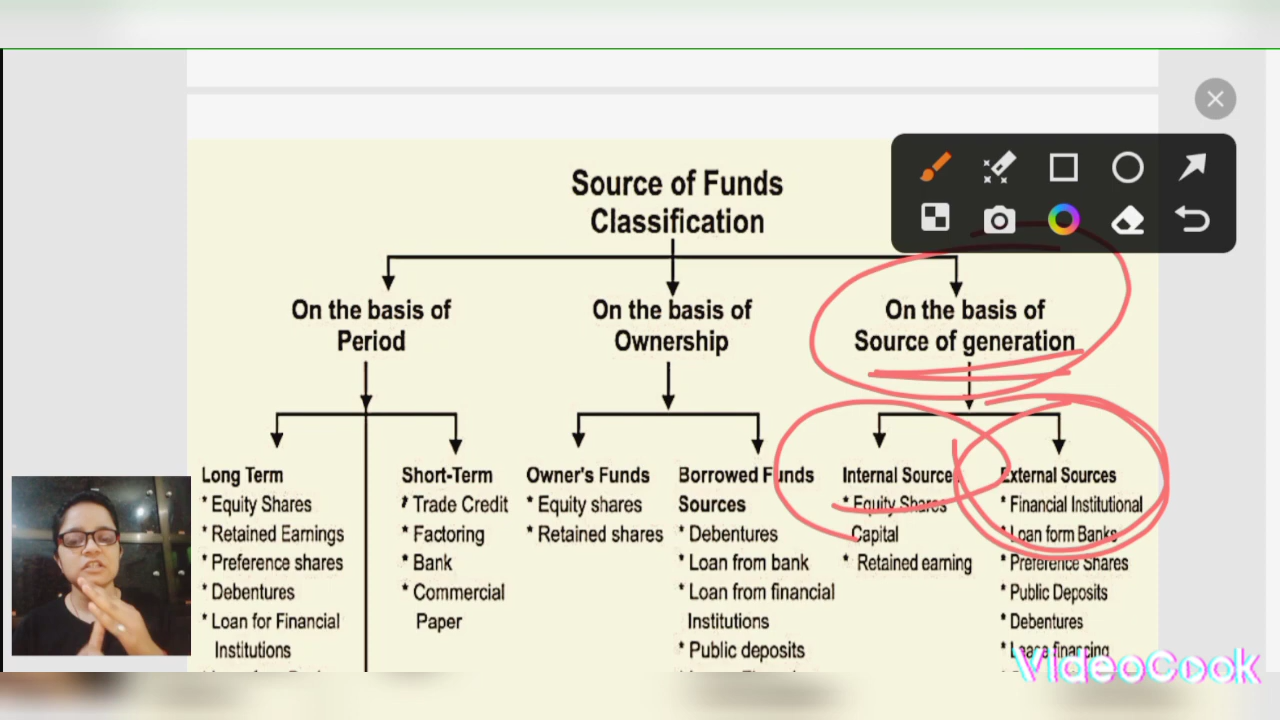 Source of Funds
Classification
On the basis of
Period
On the basis of
Ownership
On the basis of
Source of generation
Long Term
* Equity Shares
* Retained Earnings
* Preference shares
* Debentures
* Loan for Financial
Institutions
Short-Term
* Trade Credit
* Factoring
* Bank
* Commercial
Paper
Owner's Funds
* Equity shares
* Retained shares
Borrowed Funds
Sources
* Debentures
* Loan from bank
* Loan from financial
Institutions
* Public deposits
Internal Sources
* Equity Shares
Capital
* Retained earning
External Sources
* Financial Institutional
* Loan form Banks
* Preference Shares
* Public Deposits
* Debentures
* Lease financing
VideoCook